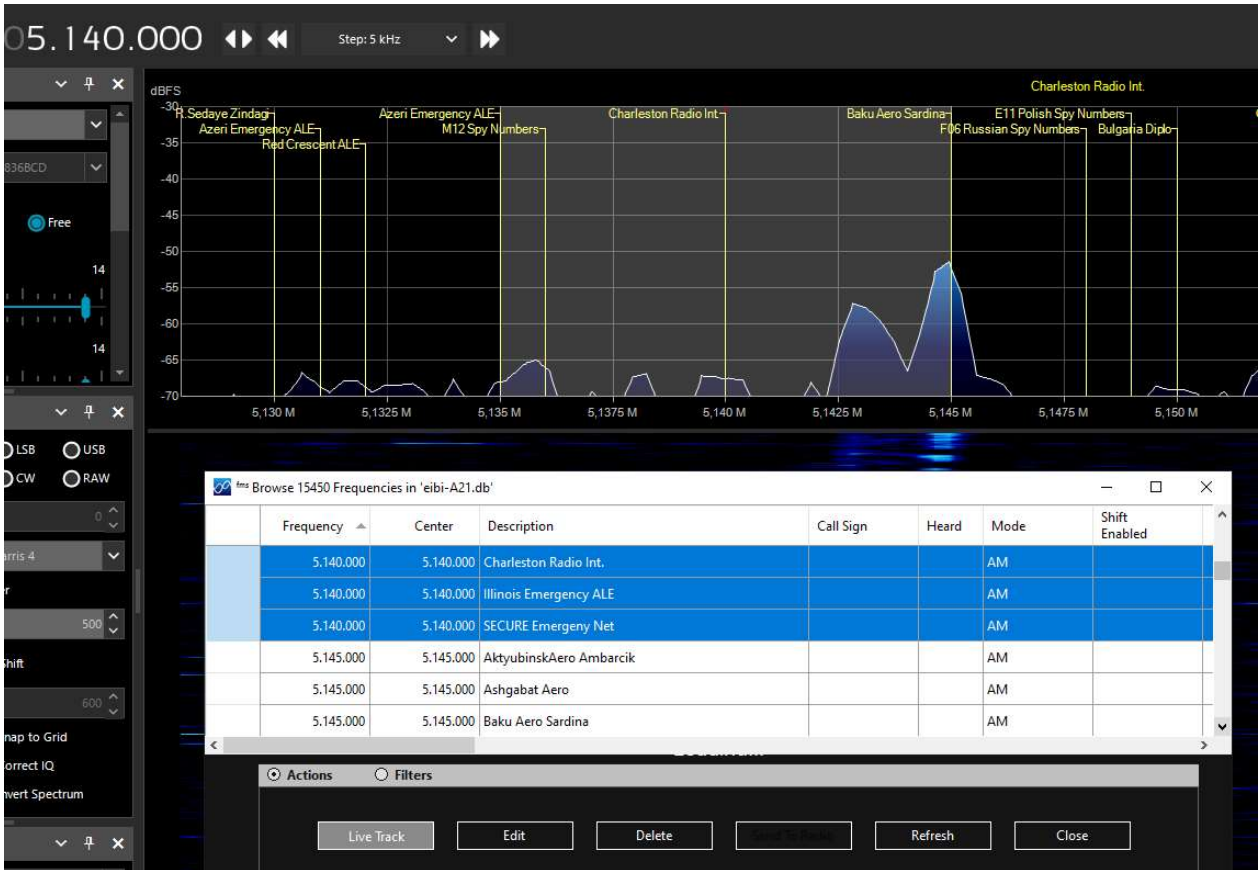 05.140.000
Step: 5 kHz
dBFS
Charleston Radio Int.
R.Sedaye Zindagi
Azeri Emergency ALE
Charleston Radio Int.
Baku Aero Sardina
E11 Polish Spy Numbers
Azeri Emergency ALE
M12 Spy Numbers
F06 Russian Spy Numbers
Bulgaria Diplo
Red Crescent ALE
-30
-35
-40
-45
-50
-55
-60
-65
-70
5,130 M
5,1325 M
5,135 M
5,1375 M
5,140 M
5,1425 M
5,145 M
5,1475 M
5,150 M
836BCD
Free
14
14
LSB
USB
CW
RAW
0
arris 4
500
Shift
600
nap to Grid
orrect IQ
nvert Spectrum
fms Browse 15450 Frequencies in 'eibi-A21.db'
Frequency Center Description Call Sign Heard Mode Shift Enabled
5.140.000 5.140.000 Charleston Radio Int. AM
5.140.000 5.140.000 Illinois Emergency ALE AM
5.140.000 5.140.000 SECURE Emergeny Net AM
5.145.000 5.145.000 AktyubinskAero Ambarcik AM
5.145.000 5.145.000 Ashgabat Aero AM
5.145.000 5.145.000 Baku Aero Sardina AM
Actions
Filters
Live Track
Edit
Delete
Refresh
Close